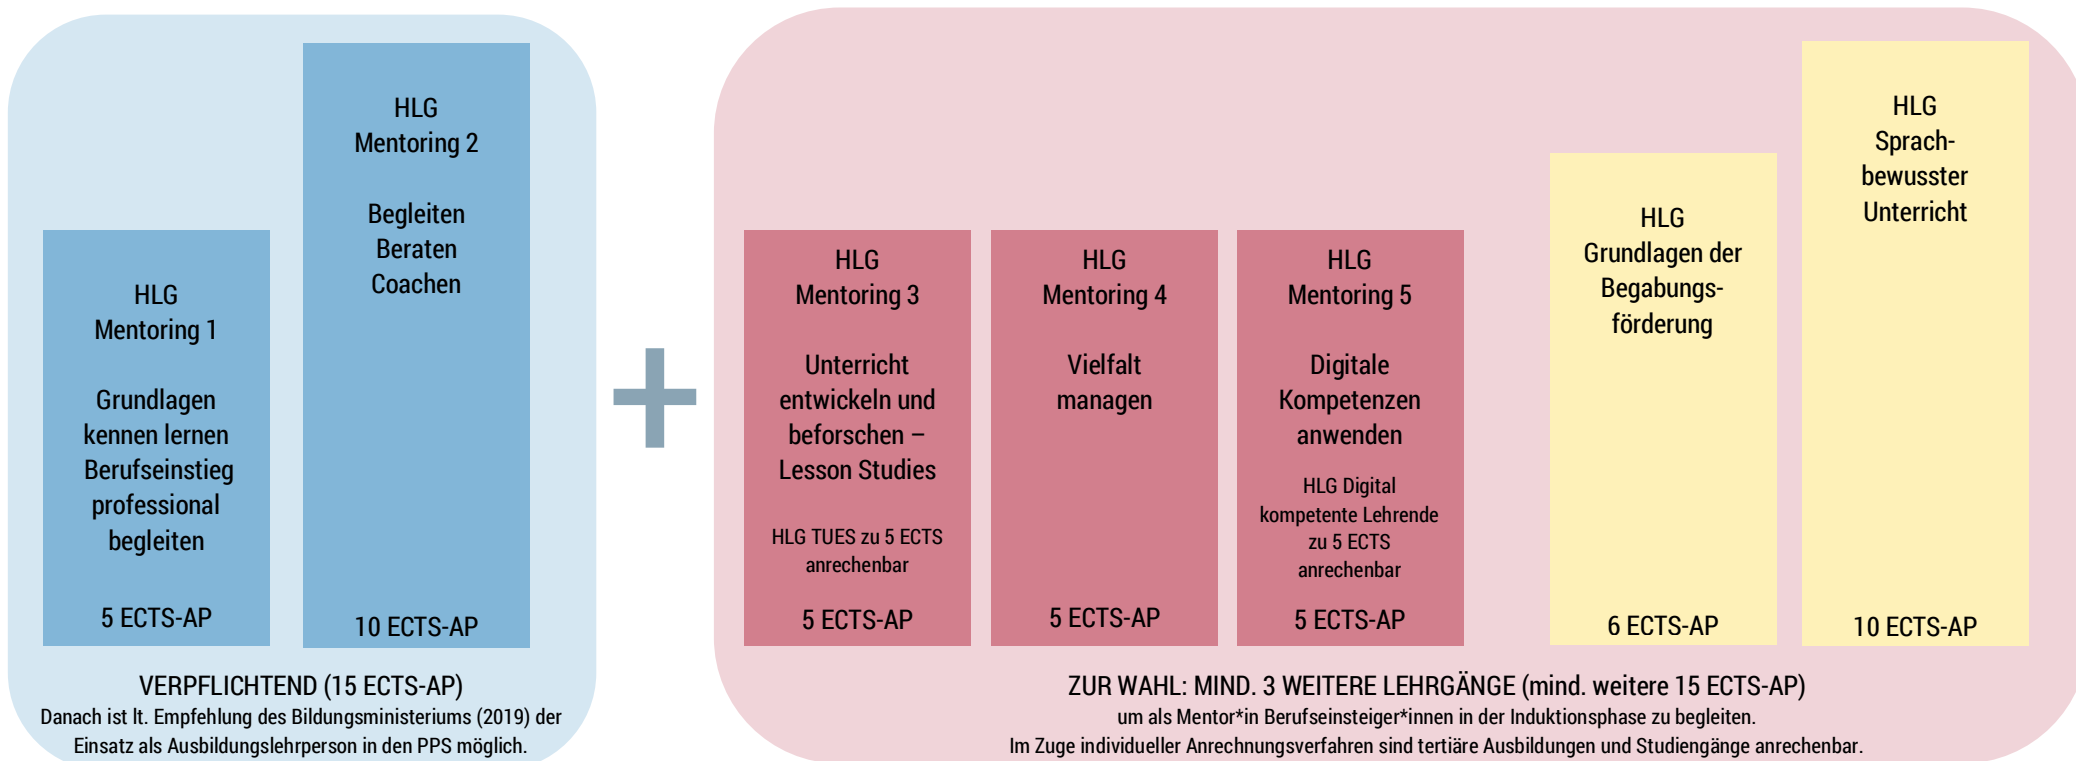 HLG
Mentoring 1
Grundlagen
kennen lernen
Berufseinstieg
professional
begleiten
5 ECTS-AP
HLG
Mentoring 2
Begleiten
Beraten
Coachen
10 ECTS-AP
VERPFLICHTEND (15 ECTS-AP)
Danach ist lt. Empfehlung des Bildungsministeriums (2019) der
Einsatz als Ausbildungslehrperson in den PPS möglich.
+
HLG
Mentoring 3
Unterricht
entwickeln und
beforschen –
Lesson Studies
HLG TUES zu 5 ECTS
anrechenbar
5 ECTS-AP
HLG
Mentoring 4
Vielfalt
managen
5 ECTS-AP
HLG
Mentoring 5
Digitale
Kompetenzen
anwenden
HLG Digital
kompetente Lehrende
zu 5 ECTS
anrechenbar
5 ECTS-AP
HLG
Grundlagen der
Begabungs-
förderung
6 ECTS-AP
HLG
Sprach-
bewusster
Unterricht
10 ECTS-AP
ZUR WAHL: MIND. 3 WEITERE LEHRGÄNGE (mind. weitere 15 ECTS-AP)
um als Mentor*in Berufseinsteiger*innen in der Induktionsphase zu begleiten.
Im Zuge individueller Anrechnungsverfahren sind tertiäre Ausbildungen und Studiengänge anrechenbar.